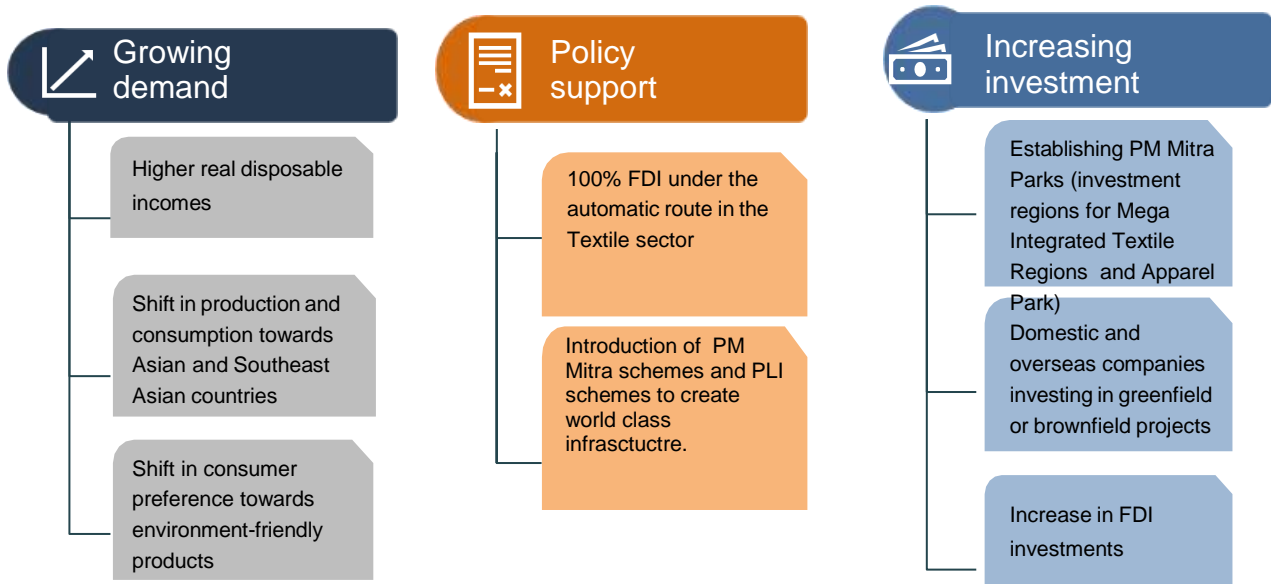 Growing
demand
Higher real disposable
incomes
Shift in production and
consumption towards
Asian and Southeast
Asian countries
Shift in consumer
preference towards
environment-friendly
products
Policy
support
100% FDI under the
automatic route in the
Textile sector
Introduction of PM
Mitra schemes and PLI
schemes to create
world class
infrasctuctre.
Increasing
investment
Establishing PM Mitra
Parks (investment
regions for Mega
Integrated Textile
Regions and Apparel
Park)
Domestic and
overseas companies
investing in greenfield
or brownfield projects
Increase in FDI
investments